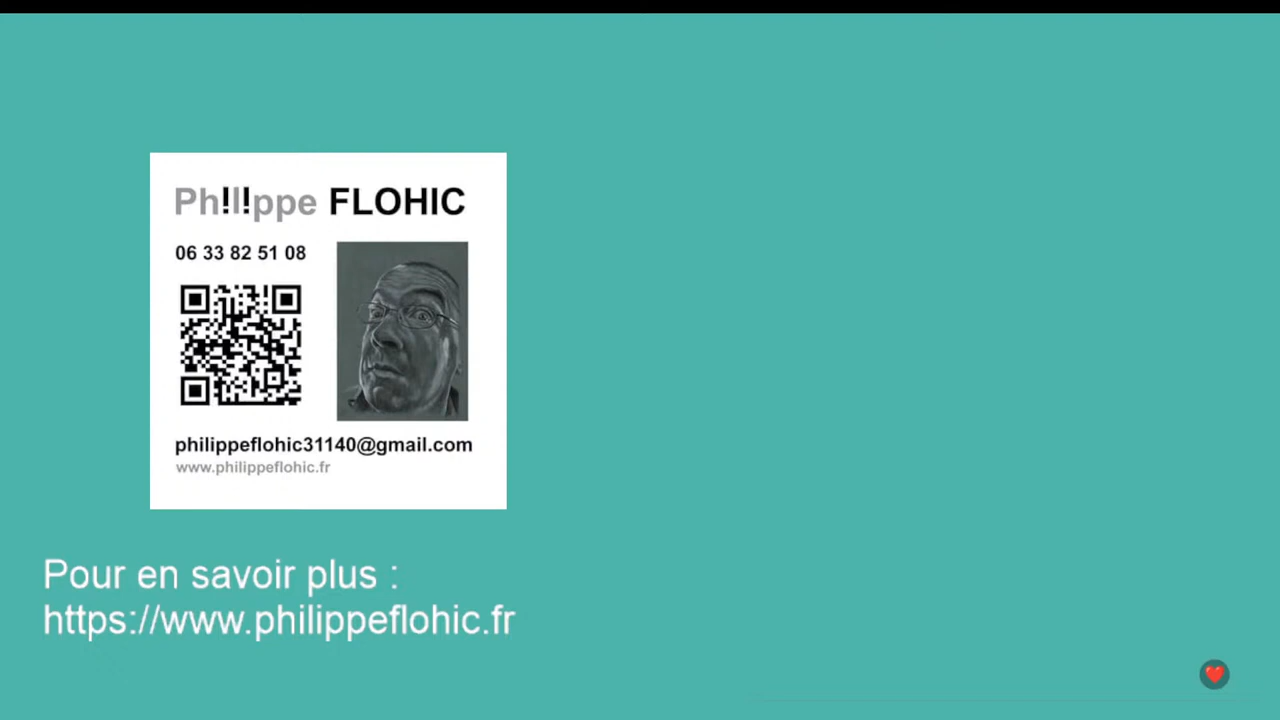 Ph!l!ppe FLOHIC
06 33 82 51 08
philippeflohic31140@gmail.com
www.philippeflohic.fr
Pour en savoir plus :
https://www.philippeflohic.fr